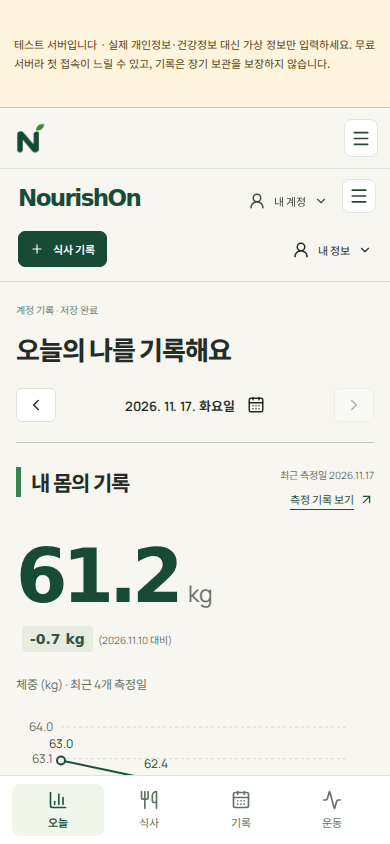 테스트 서버입니다 · 실제 개인정보·건강정보 대신 가상 정보만 입력하세요. 무료
서버라 첫 접속이 느릴 수 있고, 기록은 장기 보관을 보장하지 않습니다.
N
NourishOn
내 계정
+ 식사 기록
내 정보
계정 기록 · 저장 완료
오늘의 나를 기록해요
2026. 11. 17. 화요일
내 몸의 기록
최근 측정일 2026.11.17
측정 기록 보기
61.2 kg
-0.7 kg (2026.11.10 대비)
체중 (kg) · 최근 4개 측정일
64.0
63.0
63.1
62.4
오늘 식사 기록 운동